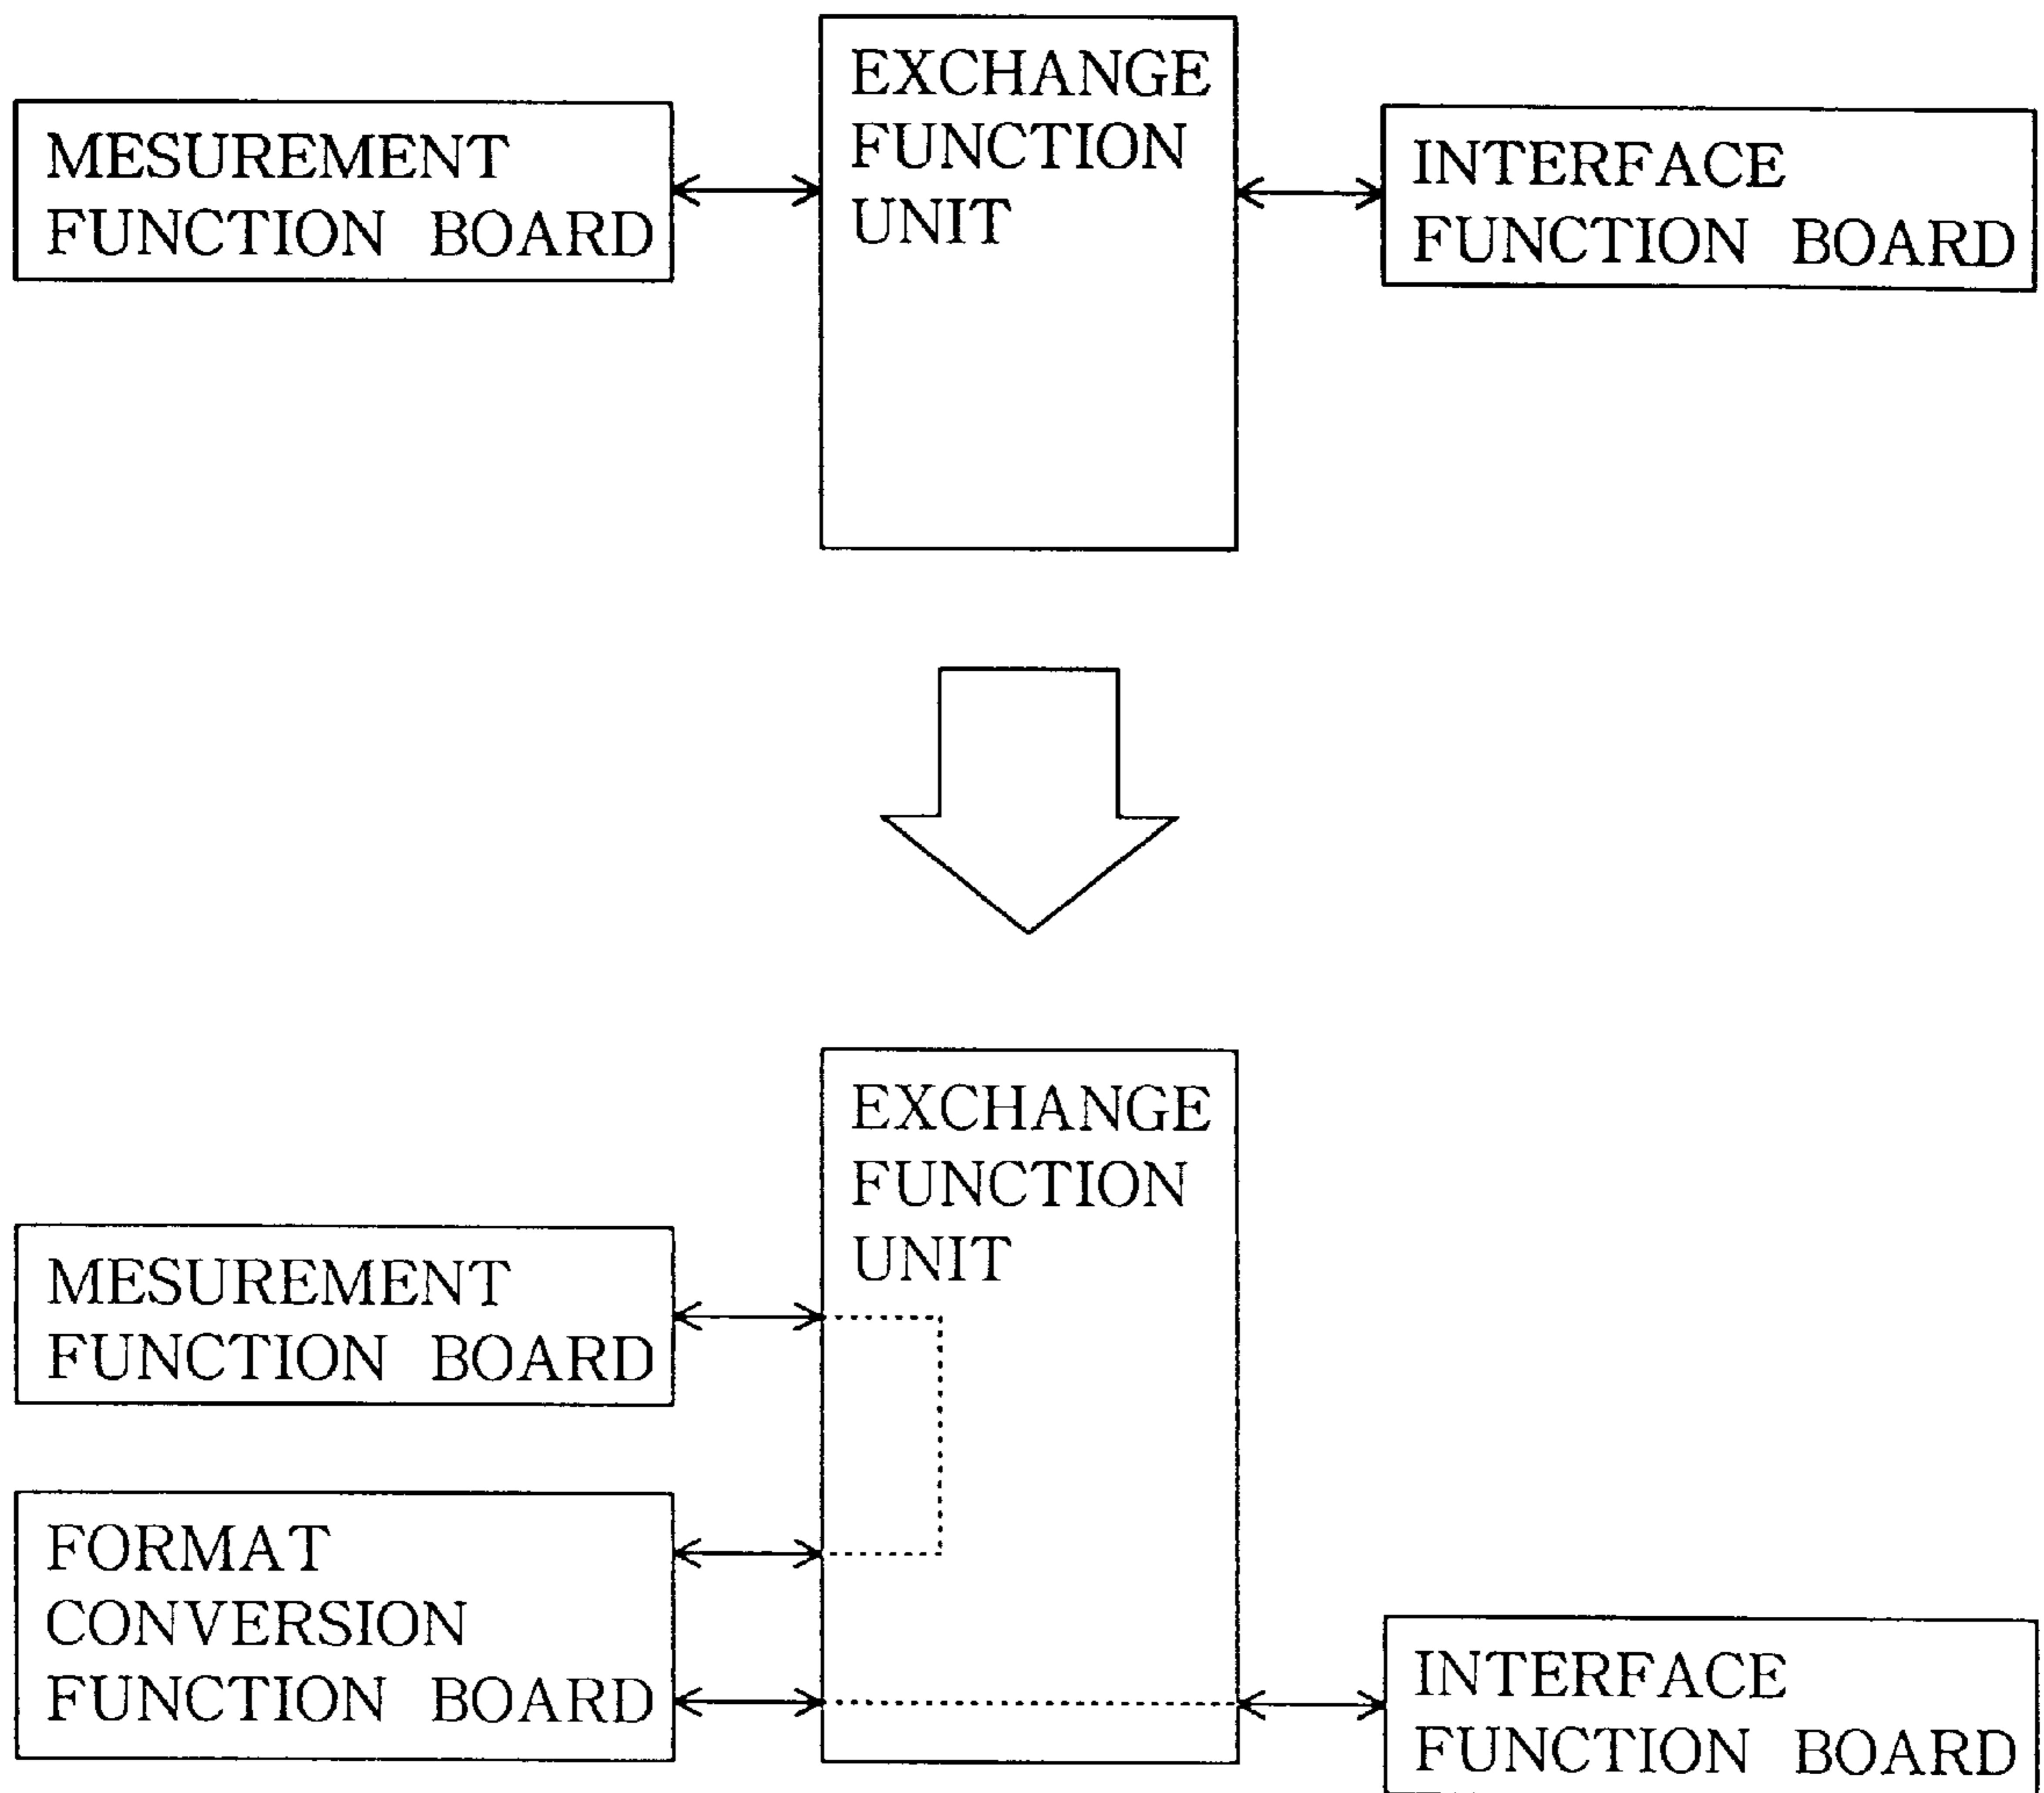 EXCHANGE
FUNCTION
UNIT
MESUREMENT
FUNCTION BOARD
INTERFACE
FUNCTION BOARD
EXCHANGE
FUNCTION
UNIT
MESUREMENT
FUNCTION BOARD
FORMAT
CONVERSION
FUNCTION BOARD
INTERFACE
FUNCTION BOARD